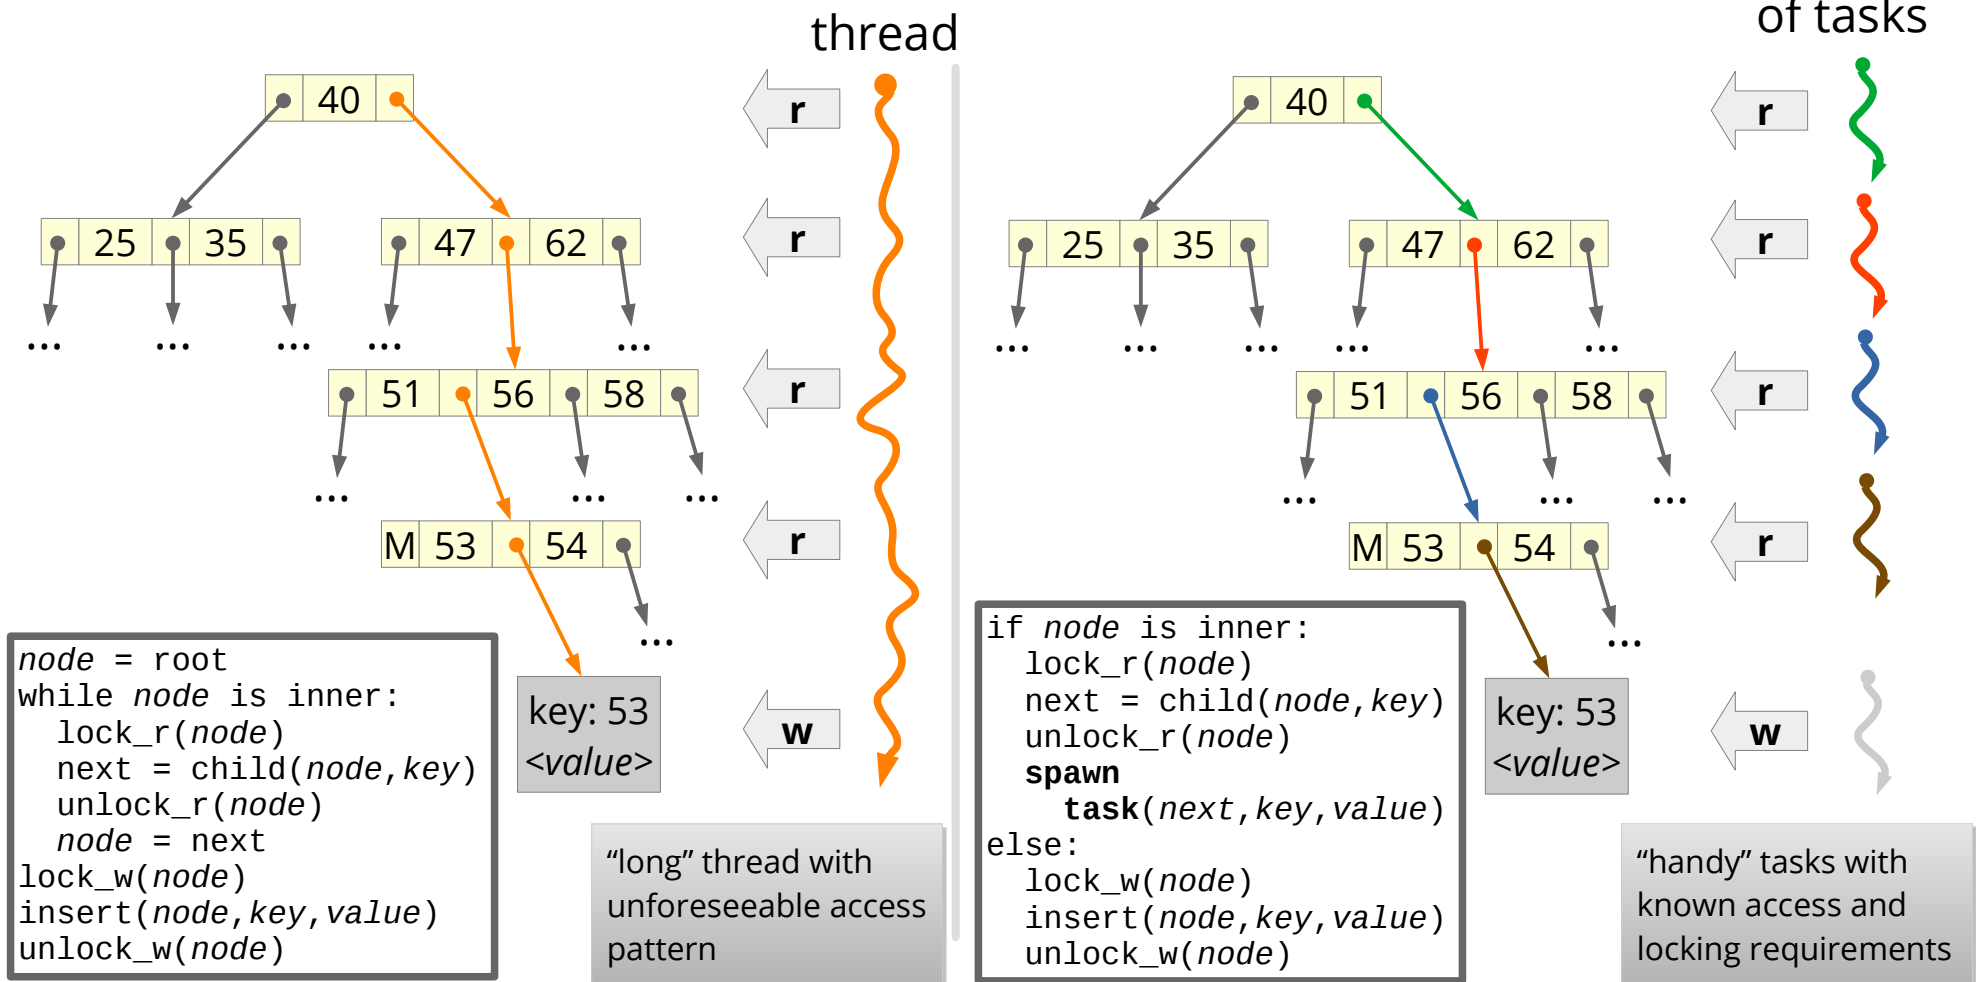 thread
40
r
25 35 47 62
r
... ... ... ... ...
51 56 58
r
... ... ...
M 53 54
r
...
key: 53
<value>
w
node = root
while node is inner:
  lock_r(node)
  next = child(node,key)
  unlock_r(node)
  node = next
lock_w(node)
insert(node,key,value)
unlock_w(node)
“long” thread with
unforeseeable access
pattern
of tasks
40
r
25 35 47 62
r
... ... ... ... ...
51 56 58
r
... ... ...
M 53 54
r
...
key: 53
<value>
w
if node is inner:
  lock_r(node)
  next = child(node,key)
  unlock_r(node)
  spawn
    task(next,key,value)
else:
  lock_w(node)
  insert(node,key,value)
  unlock_w(node)
“handy” tasks with
known access and
locking requirements